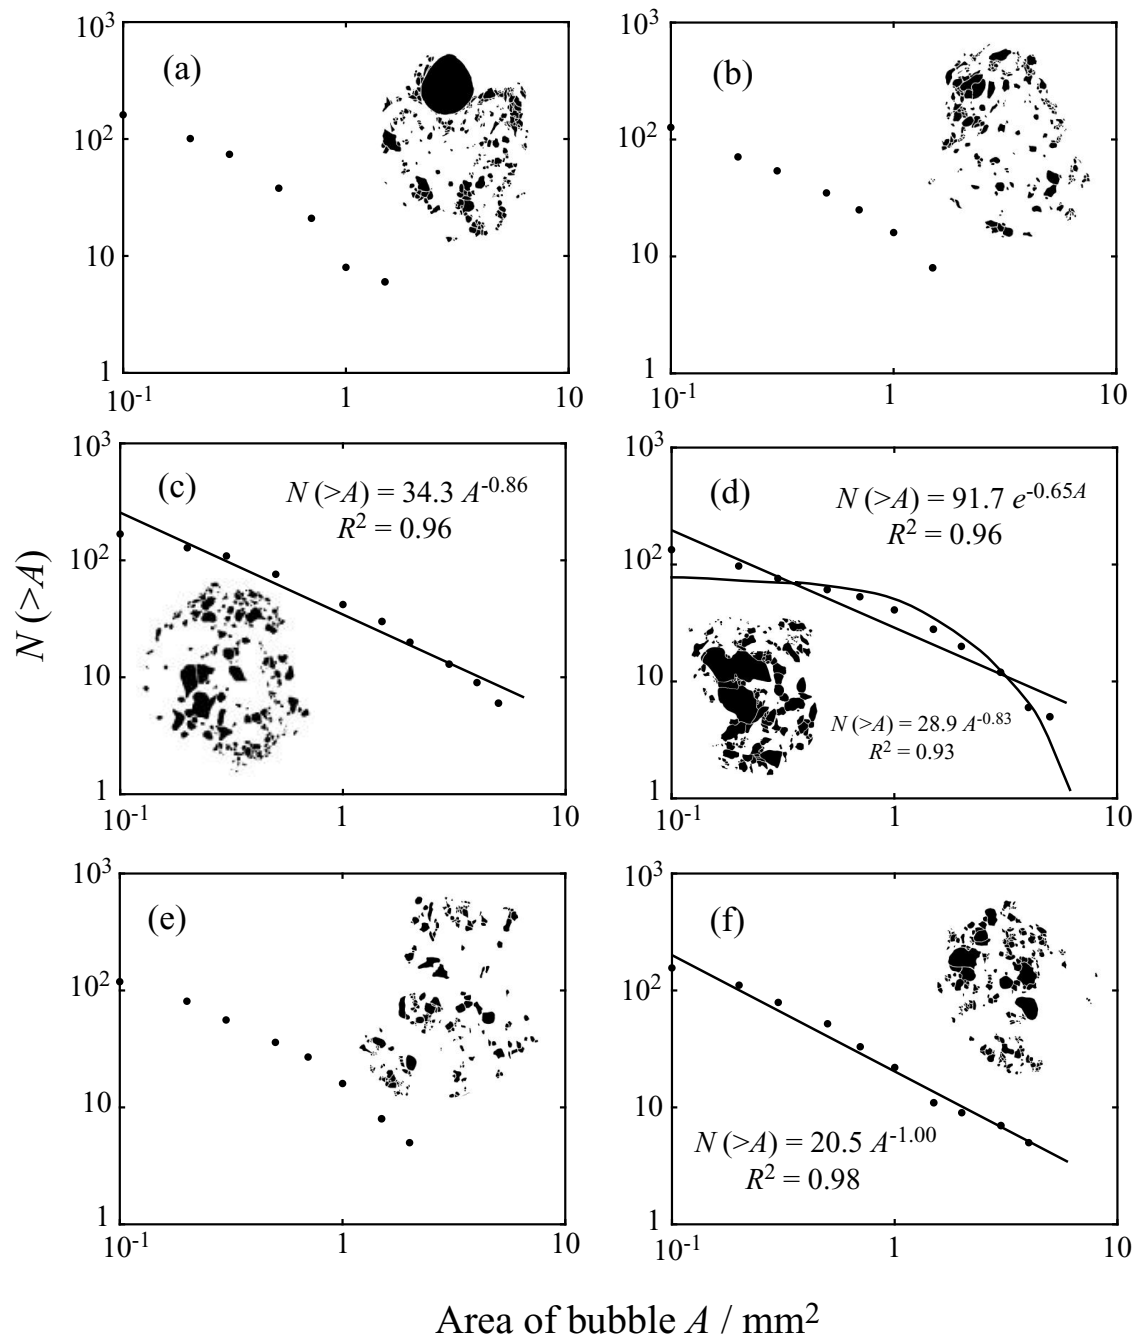 10³
(a)
10²
10
1
10⁻¹ 1 10
10³
(b)
10²
10
1
10⁻¹ 1 10
N (>A)
10³
(c)
N (>A) = 34.3 A⁻⁰·⁸⁶
R² = 0.96
10²
10
1
10⁻¹ 1 10
10³
(d)
N (>A) = 91.7 e⁻⁰·⁶⁵ᴬ
R² = 0.96
10²
10
N (>A) = 28.9 A⁻⁰·⁸³
R² = 0.93
1
10⁻¹ 1 10
10³
(e)
10²
10
1
10⁻¹ 1 10
10³
(f)
10²
10
N (>A) = 20.5 A⁻¹·⁰⁰
R² = 0.98
1
10⁻¹ 1 10
Area of bubble A / mm²